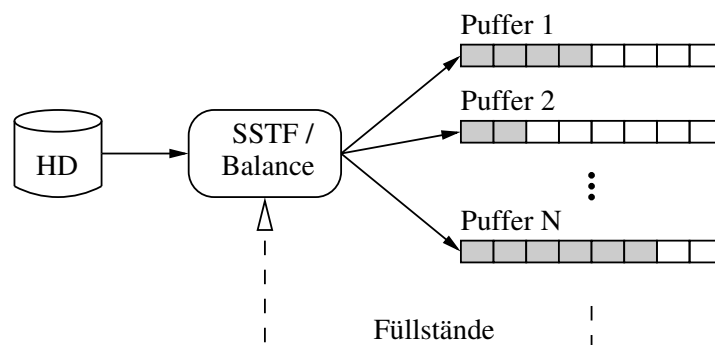 Puffer 1
Puffer 2
SSTF /
Balance
HD
Puffer N
Füllstände